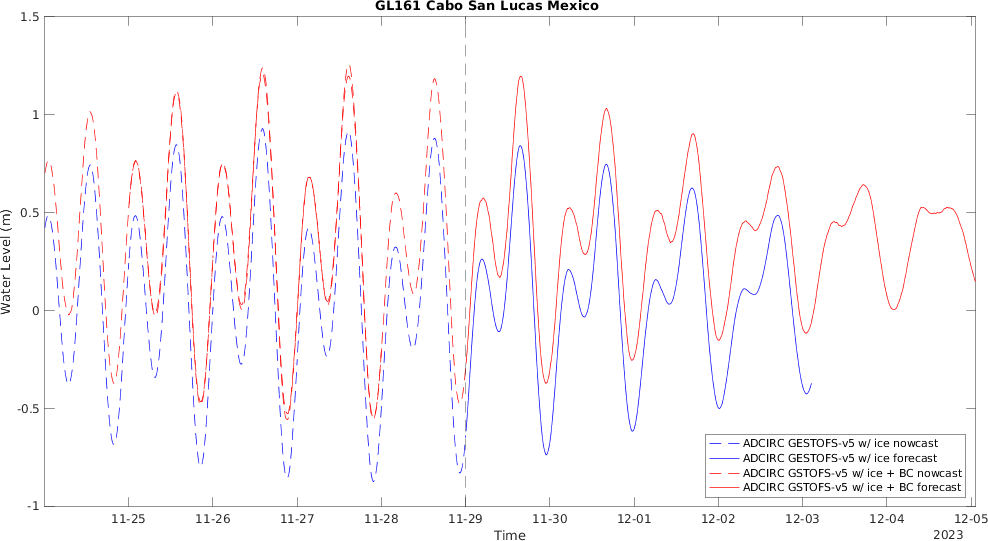 GL161 Cabo San Lucas Mexico
1.5
1
0.5
0
-0.5
-1
Water Level (m)
11-25 11-26 11-27 11-28 11-29 11-30 12-01 12-02 12-03 12-04 12-05
Time
2023
ADCIRC GESTOFS-v5 w/ ice nowcast
ADCIRC GESTOFS-v5 w/ ice forecast
ADCIRC GSTOFS-v5 w/ ice + BC nowcast
ADCIRC GSTOFS-v5 w/ ice + BC forecast